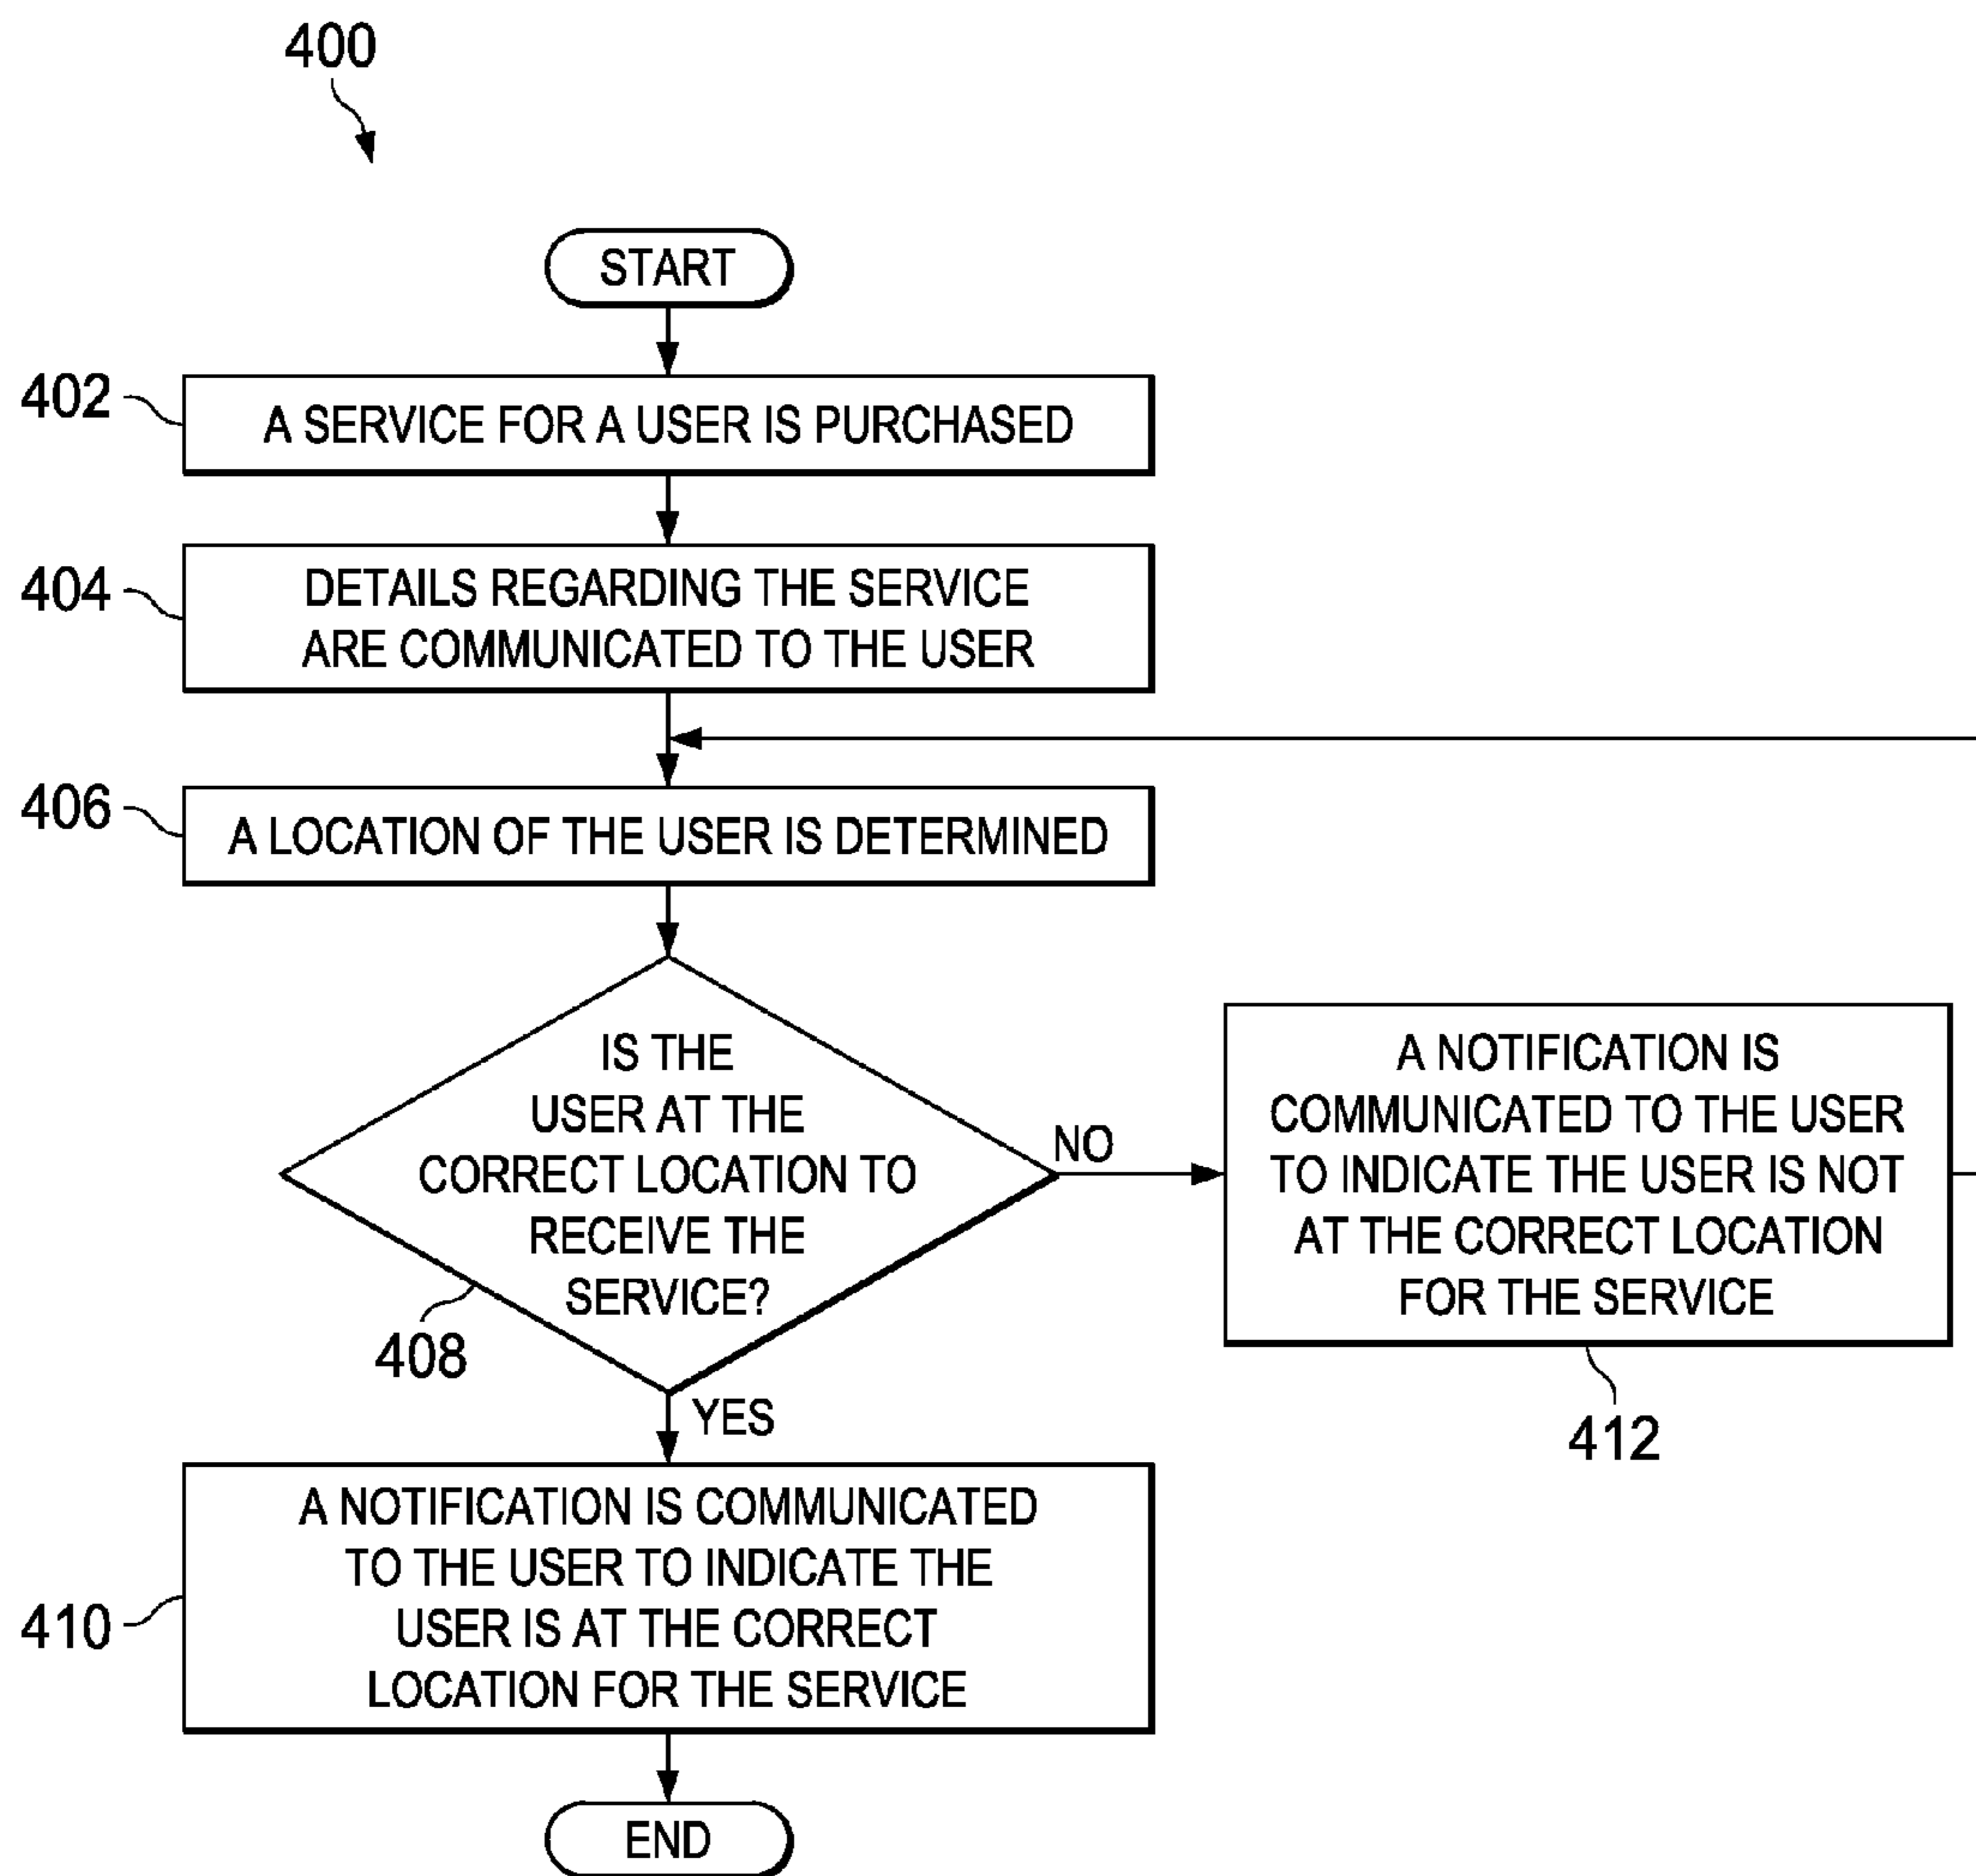 400
START
402
A SERVICE FOR A USER IS PURCHASED
404
DETAILS REGARDING THE SERVICE
ARE COMMUNICATED TO THE USER
406
A LOCATION OF THE USER IS DETERMINED
IS THE
USER AT THE
CORRECT LOCATION TO
RECEIVE THE
SERVICE?
408
NO
A NOTIFICATION IS
COMMUNICATED TO THE USER
TO INDICATE THE USER IS NOT
AT THE CORRECT LOCATION
FOR THE SERVICE
412
YES
A NOTIFICATION IS COMMUNICATED
TO THE USER TO INDICATE THE
USER IS AT THE CORRECT
LOCATION FOR THE SERVICE
410
END